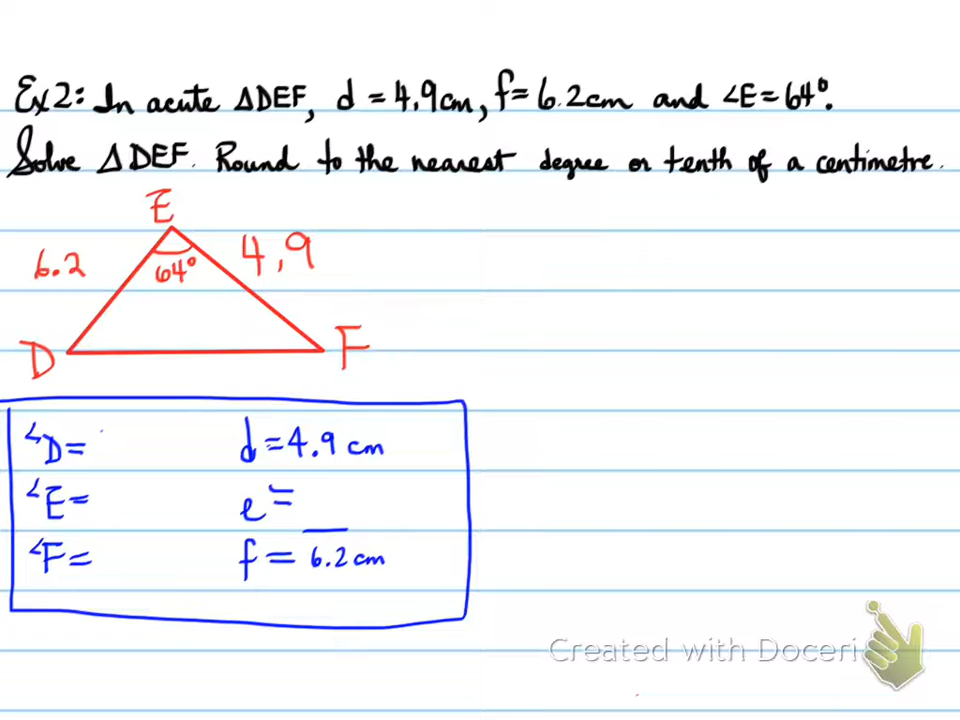 Ex2: In acute ΔDEF, d = 4.9cm, f = 6.2cm and ∠E = 64°.
Solve ΔDEF. Round to the nearest degree or tenth of a centimetre.
E
6.2
64°
4,9
D
F
∠D= d = 4.9 cm
∠E= e =
∠F= f = 6.2 cm
Created with Doceri